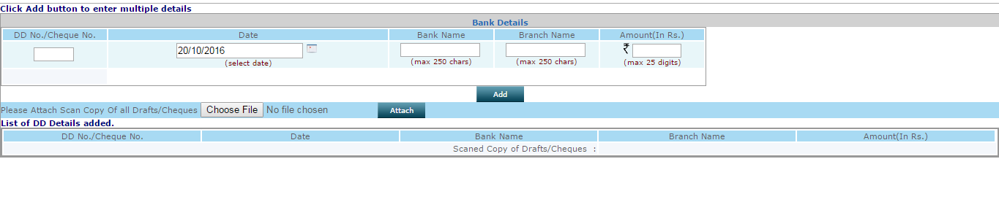 Click Add button to enter multiple details
Bank Details
DD No./Cheque No. Date Bank Name Branch Name Amount(In Rs.)
20/10/2016 ₹
(select date) (max 250 chars) (max 250 chars) (max 25 digits)
Add
Please Attach Scan Copy Of all Drafts/Cheques Choose File No file chosen Attach
List of DD Details added.
DD No./Cheque No. Date Bank Name Branch Name Amount(In Rs.)
Scaned Copy of Drafts/Cheques :